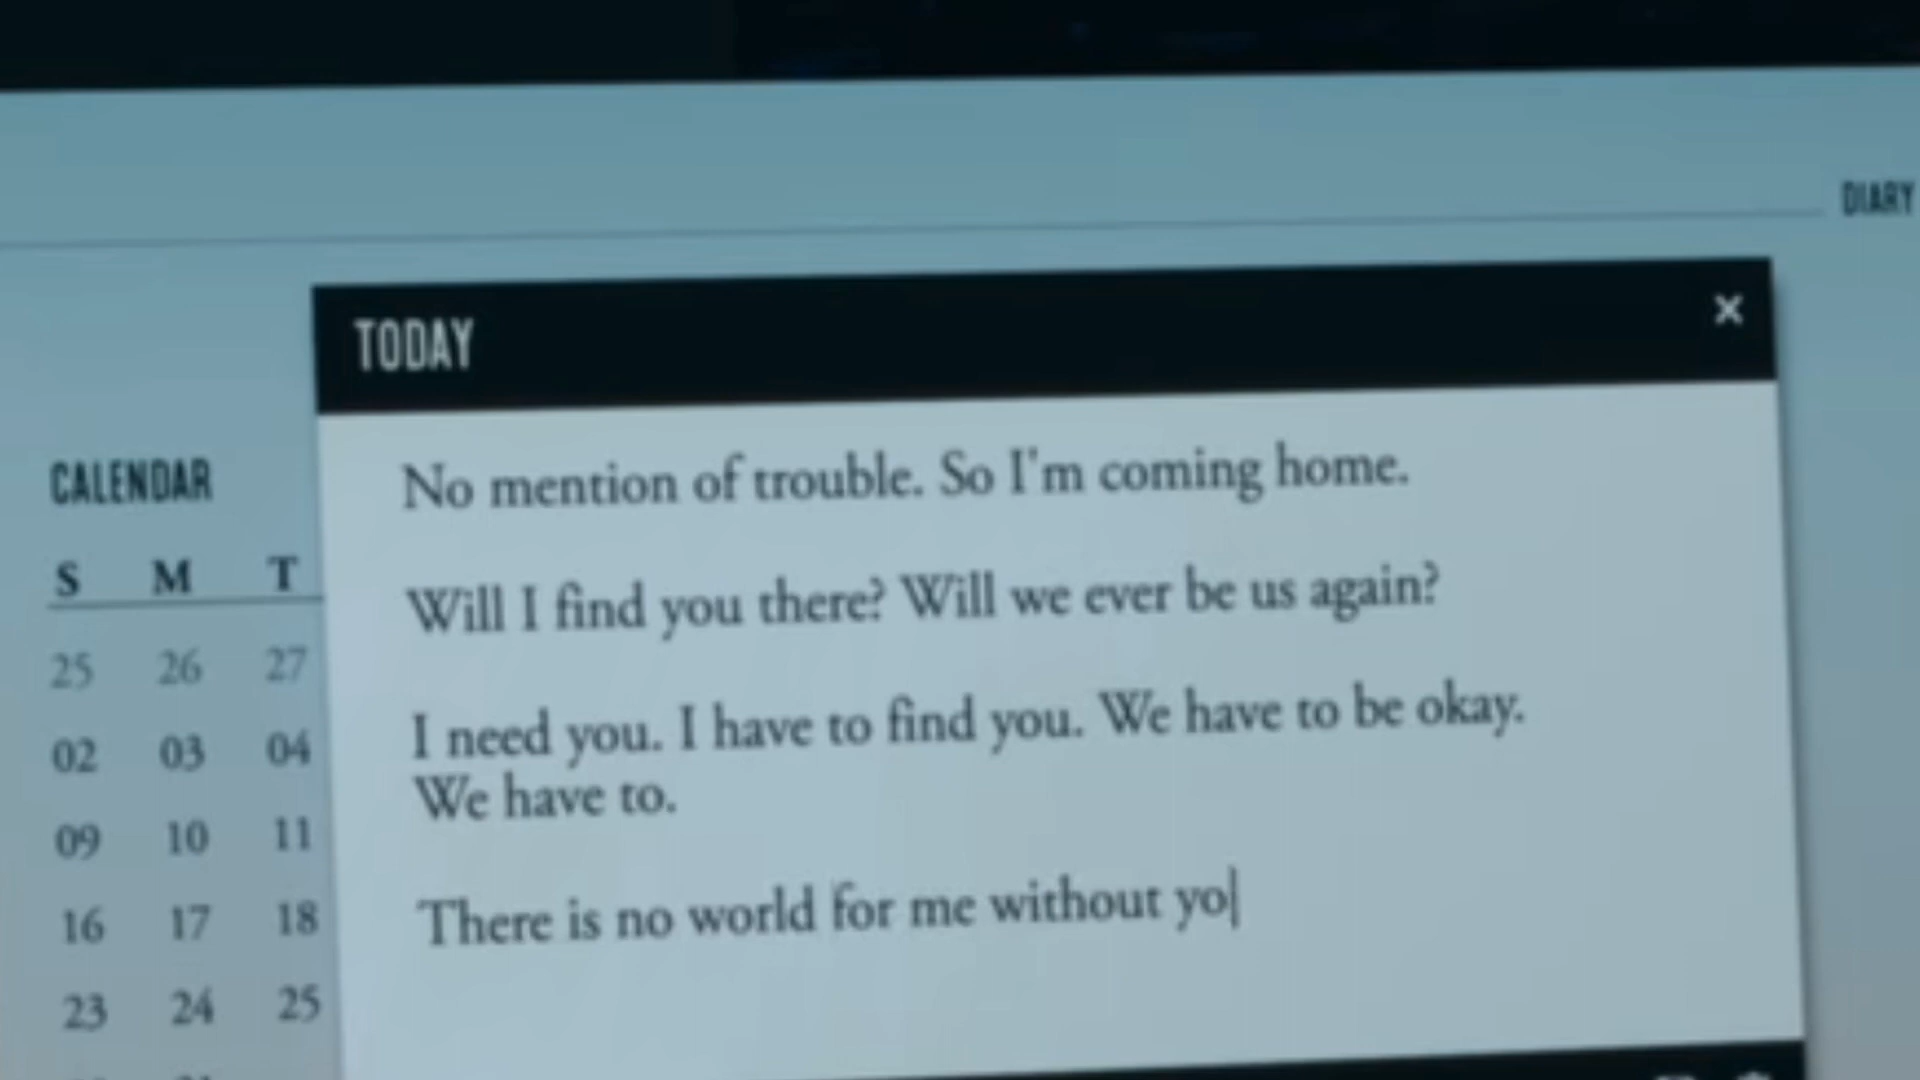 DIARY
TODAY
×
No mention of trouble. So I'm coming home.
Will I find you there? Will we ever be us again?
I need you. I have to find you. We have to be okay.
We have to.
There is no world for me without yo
CALENDAR
S M T
25 26 27
02 03 04
09 10 11
16 17 18
23 24 25